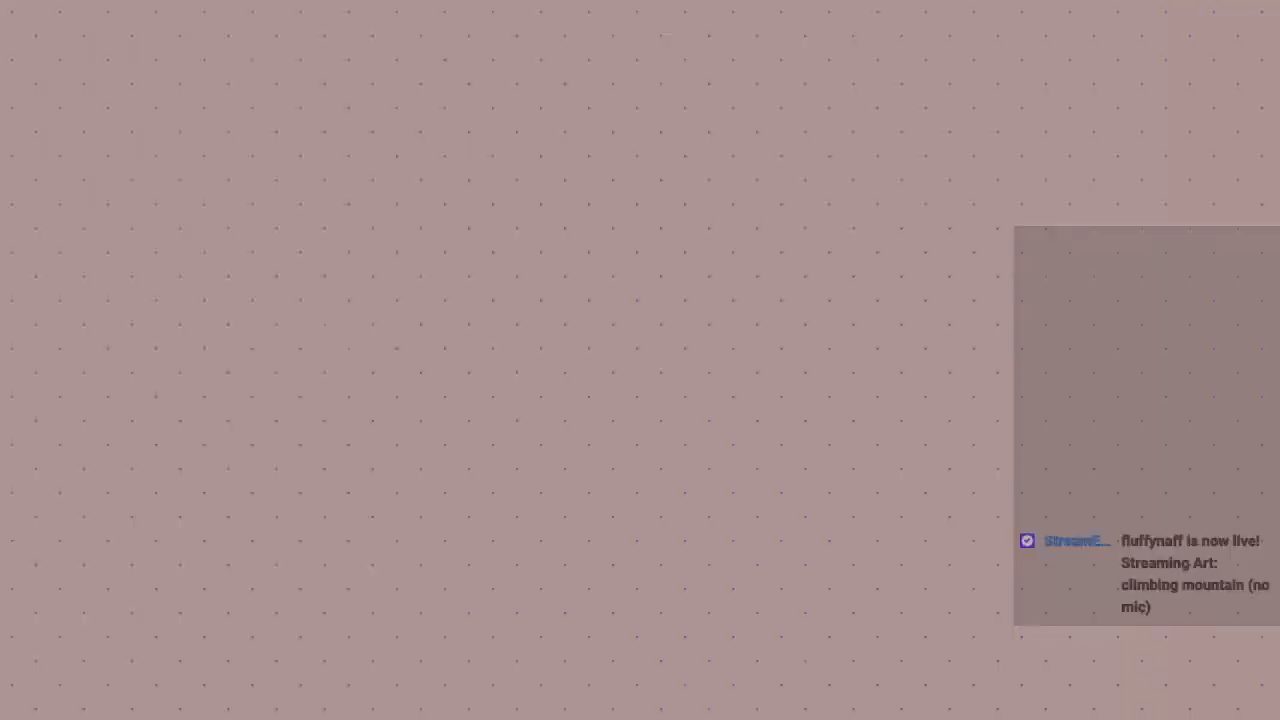 StreamE... fluffynaff is now live!
Streaming Art:
climbing mountain (no
mic)